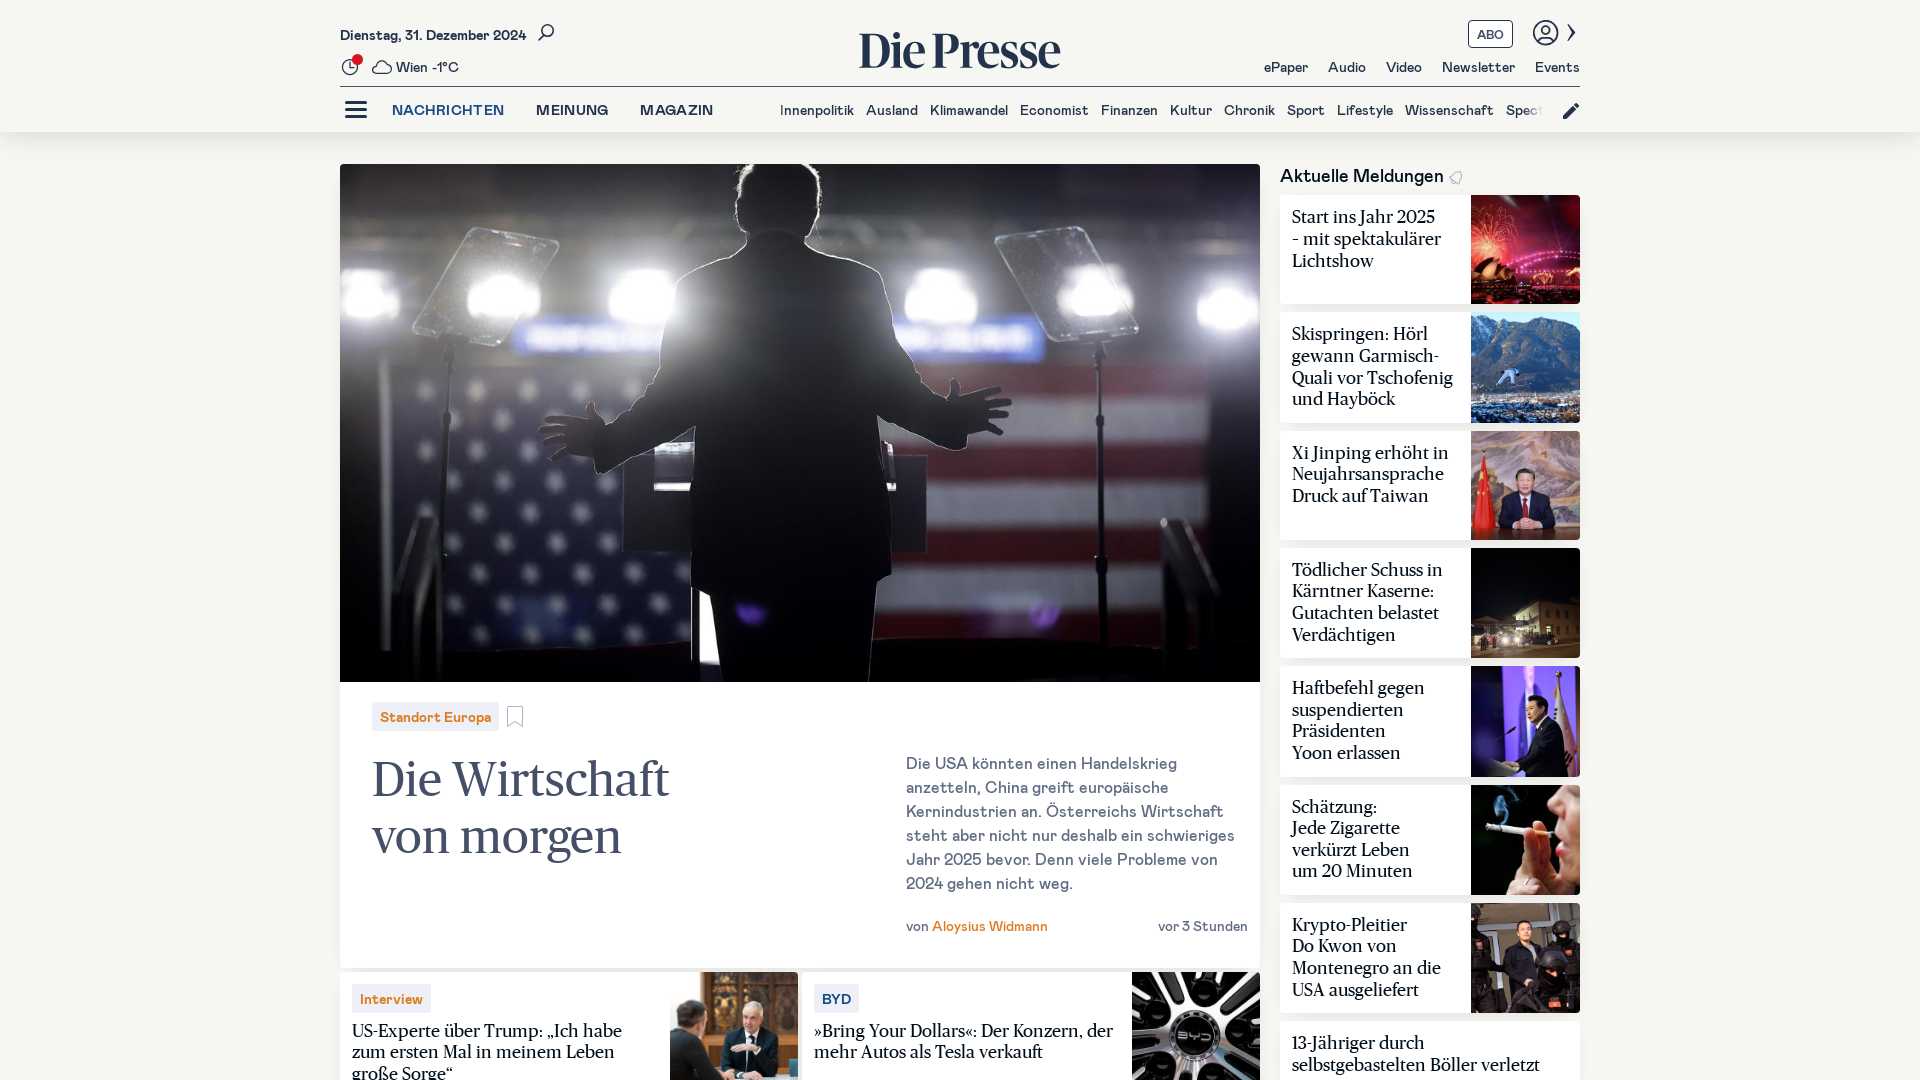 Dienstag, 31. Dezember 2024
Wien -1°C
Die Presse
ABO
ePaper Audio Video Newsletter Events
NACHRICHTEN MEINUNG MAGAZIN
Innenpolitik Ausland Klimawandel Economist Finanzen Kultur Chronik Sport Lifestyle Wissenschaft Spect
Standort Europa
Die Wirtschaft
von morgen
Die USA könnten einen Handelskrieg
anzetteln, China greift europäische
Kernindustrien an. Österreichs Wirtschaft
steht aber nicht nur deshalb ein schwieriges
Jahr 2025 bevor. Denn viele Probleme von
2024 gehen nicht weg.
von Aloysius Widmann
vor 3 Stunden
Interview
US-Experte über Trump: „Ich habe
zum ersten Mal in meinem Leben
große Sorge“
BYD
»Bring Your Dollars«: Der Konzern, der
mehr Autos als Tesla verkauft
BYD
Aktuelle Meldungen
Start ins Jahr 2025
– mit spektakulärer
Lichtshow
Skispringen: Hörl
gewann Garmisch-
Quali vor Tschofenig
und Hayböck
Xi Jinping erhöht in
Neujahrsansprache
Druck auf Taiwan
Tödlicher Schuss in
Kärntner Kaserne:
Gutachten belastet
Verdächtigen
Haftbefehl gegen
suspendierten
Präsidenten
Yoon erlassen
Schätzung:
Jede Zigarette
verkürzt Leben
um 20 Minuten
Krypto-Pleitier
Do Kwon von
Montenegro an die
USA ausgeliefert
13-Jähriger durch
selbstgebastelten Böller verletzt